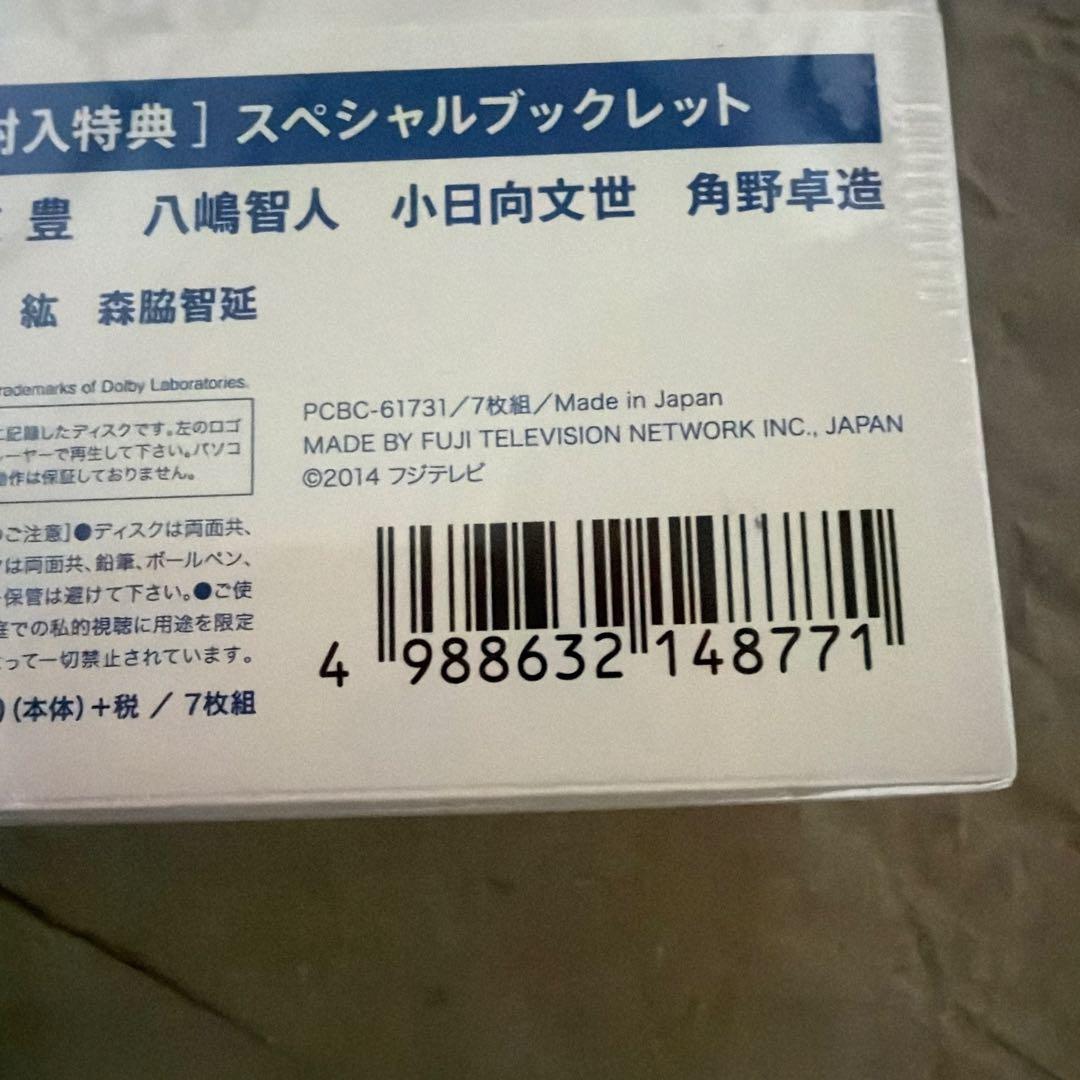 封入特典］スペシャルブックレット
豊　八嶋智人　小日向文世　角野卓造
紘　森脇智延
rademarks of Dolby Laboratories.
に記録したディスクです。左のロゴ
レーヤーで再生して下さい。パソコ
動作は保証しておりません。
PCBC-61731／7枚組／Made in Japan
MADE BY FUJI TELEVISION NETWORK INC., JAPAN
©2014 フジテレビ
のご注意]●ディスクは両面共、
クは両面共、鉛筆、ボールペン、
保管は避けて下さい。●ご使
庭での私的視聴に用途を限定
よって一切禁止されています。
)(本体)＋税 ／ 7枚組
4 988632 148771